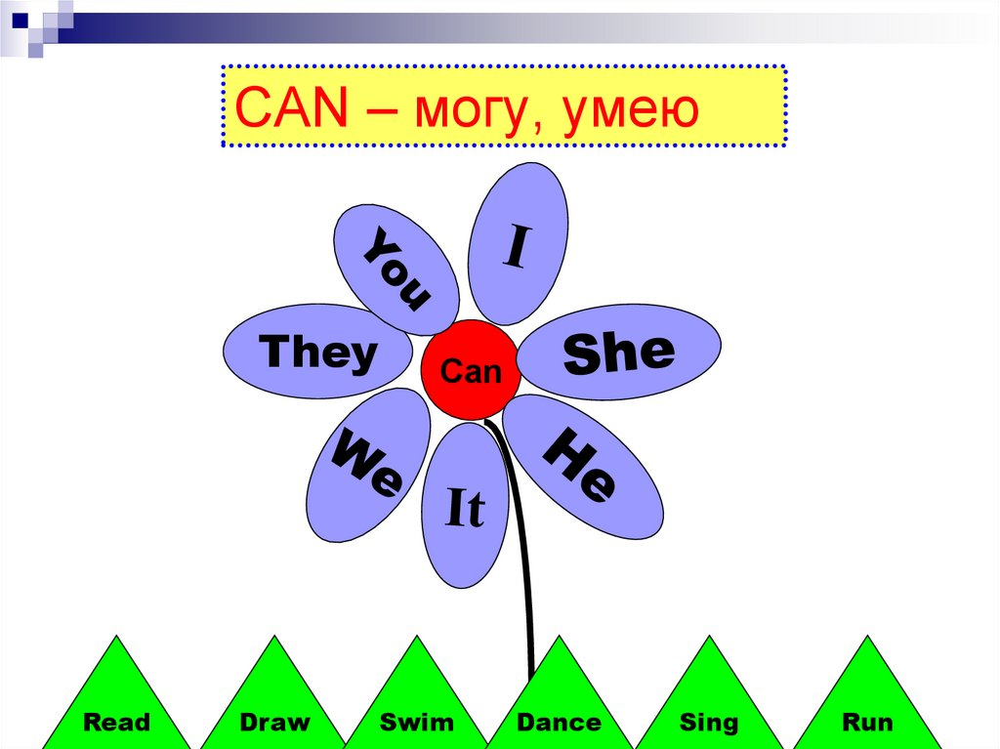 CAN – могу, умею
You
I
They
Can
She
We
It
He
Read
Draw
Swim
Dance
Sing
Run